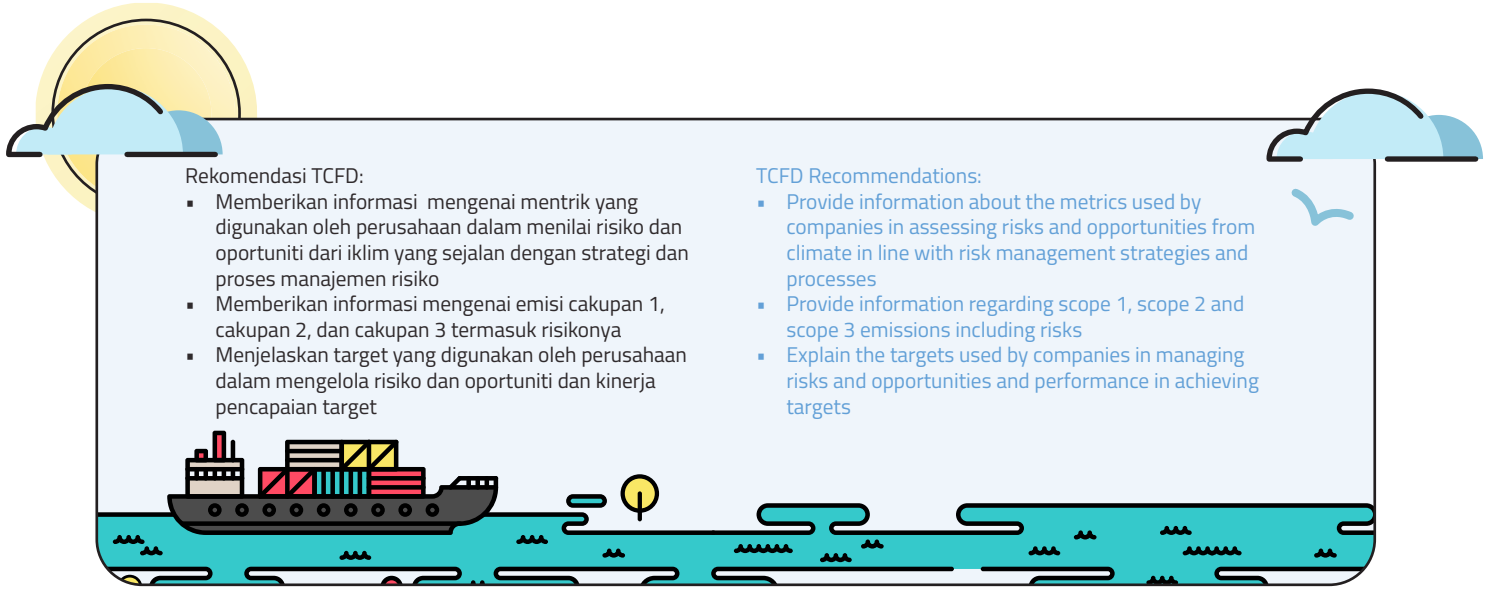 Rekomendasi TCFD:
▪ Memberikan informasi mengenai mentrik yang
digunakan oleh perusahaan dalam menilai risiko dan
oportuniti dari iklim yang sejalan dengan strategi dan
proses manajemen risiko
▪ Memberikan informasi mengenai emisi cakupan 1,
cakupan 2, dan cakupan 3 termasuk risikonya
▪ Menjelaskan target yang digunakan oleh perusahaan
dalam mengelola risiko dan oportuniti dan kinerja
pencapaian target
TCFD Recommendations:
▪ Provide information about the metrics used by
companies in assessing risks and opportunities from
climate in line with risk management strategies and
processes
▪ Provide information regarding scope 1, scope 2 and
scope 3 emissions including risks
▪ Explain the targets used by companies in managing
risks and opportunities and performance in achieving
targets